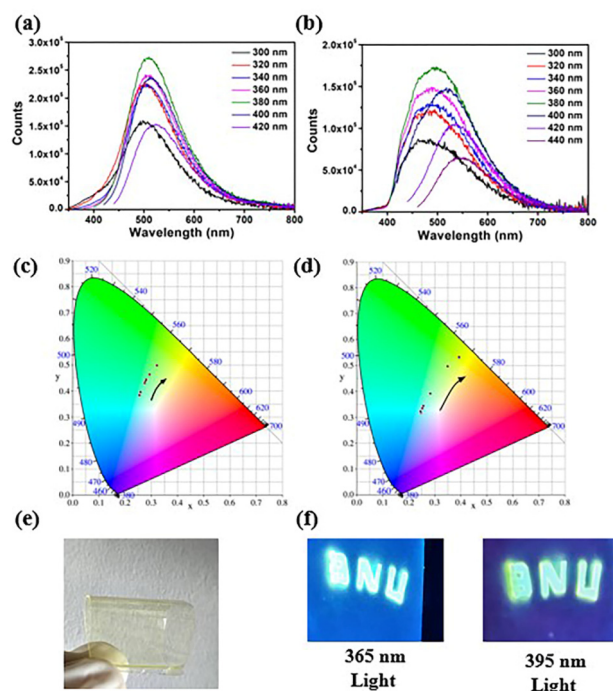 (a)
3.0x10⁵
2.5x10⁵
2.0x10⁵
1.5x10⁵
1.0x10⁵
5.0x10⁴
0.0
Counts
400 500 600 700 800
Wavelength (nm)
300 nm
320 nm
340 nm
360 nm
380 nm
400 nm
420 nm
(b)
2.0x10⁵
1.5x10⁵
1.0x10⁵
5.0x10⁴
0.0
Counts
400 500 600 700 800
Wavelength (nm)
300 nm
320 nm
340 nm
360 nm
380 nm
400 nm
420 nm
440 nm
(c)
0.9
0.8
0.7
0.6
0.5
0.4
0.3
0.2
0.1
0.0
y
0.0 0.1 0.2 0.3 0.4 0.5 0.6 0.7 0.8
x
520
540
560
580
600
620
700
500
490
480
470
460
380
(d)
0.9
0.8
0.7
0.6
0.5
0.4
0.3
0.2
0.1
0.0
y
0.0 0.1 0.2 0.3 0.4 0.5 0.6 0.7 0.8
x
520
540
560
580
600
620
700
500
490
480
470
460
380
(e)
(f)
BNU
365 nm
Light
BNU
395 nm
Light